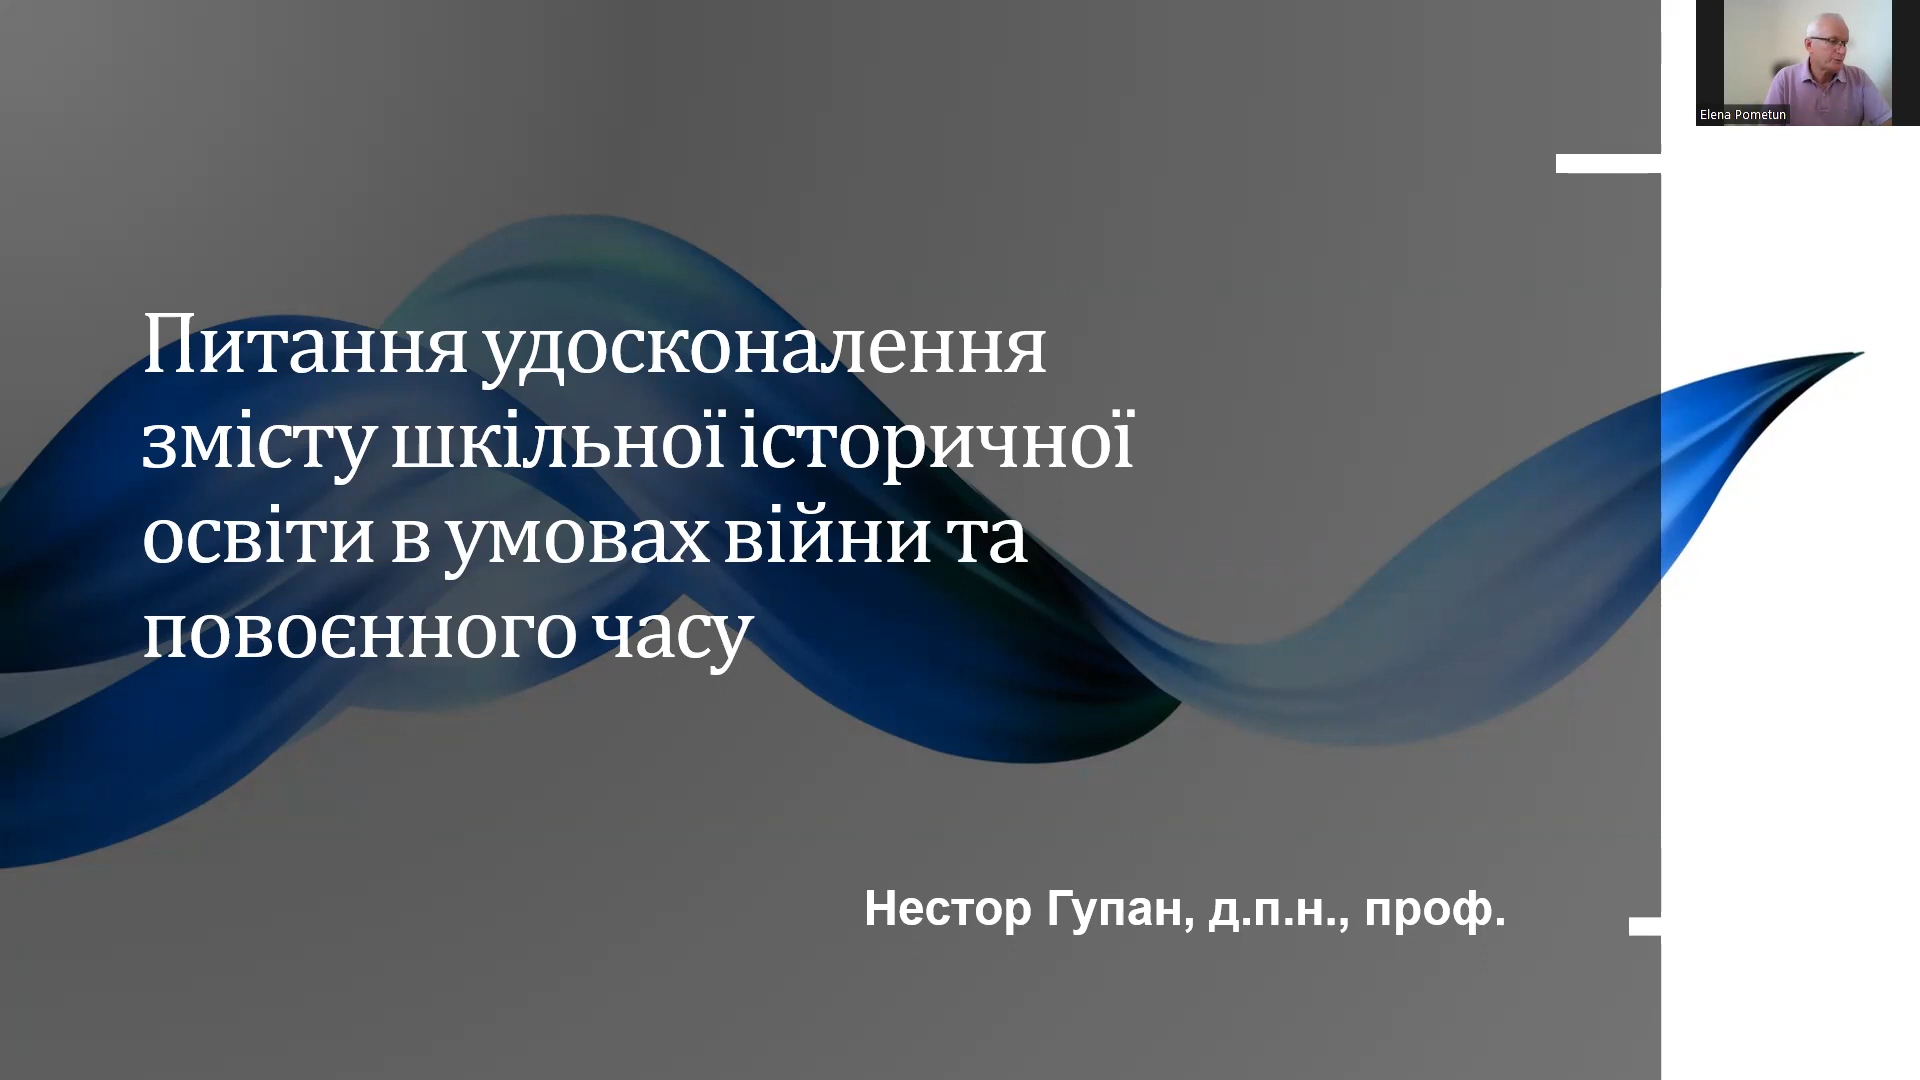 Elena Pometun
Питання удосконалення
змісту шкільної історичної
освіти в умовах війни та
повоєнного часу
Нестор Гупан, д.п.н., проф.